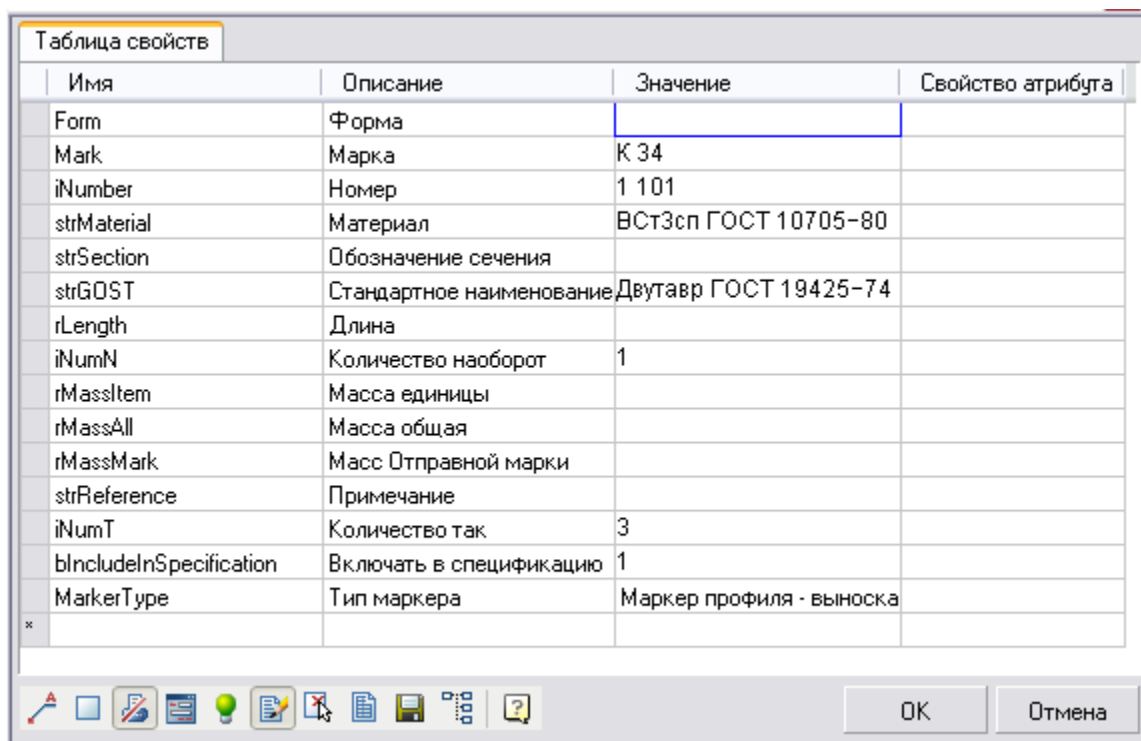 Таблица свойств
Имя Описание Значение Свойство атрибута
Form Форма
Mark Марка К 34
iNumber Номер 1 101
strMaterial Материал ВСт3сп ГОСТ 10705-80
strSection Обозначение сечения
strGOST Стандартное наименование Двутавр ГОСТ 19425-74
rLength Длина
iNumN Количество наоборот 1
rMassItem Масса единицы
rMassAll Масса общая
rMassMark Масс Отправной марки
strReference Примечание
iNumT Количество так 3
bIncludeInSpecification Включать в спецификацию 1
MarkerType Тип маркера Маркер профиля - выноска
OK Отмена